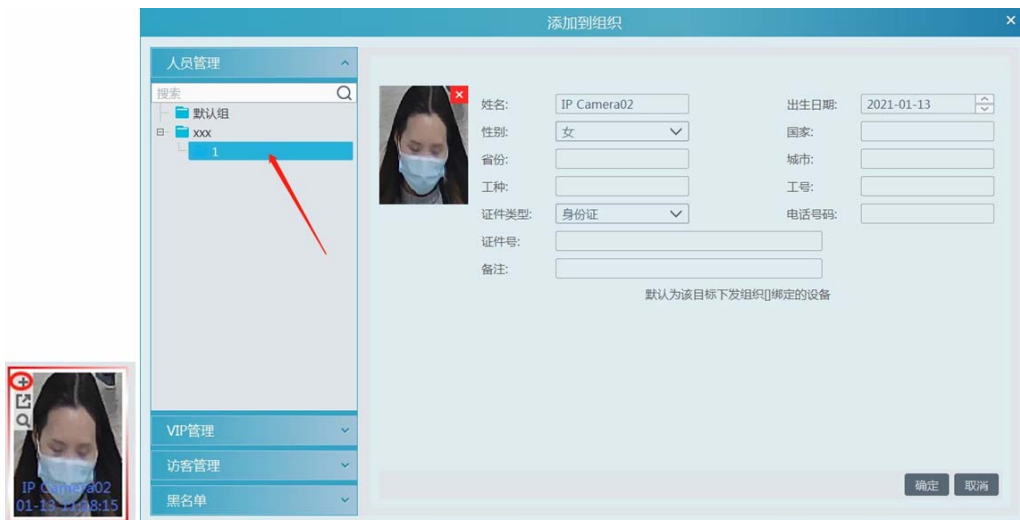 添加到组织
人员管理
搜索
默认组
xxx
1
VIP管理
访客管理
黑名单
姓名: IP Camera02 出生日期: 2021-01-13
性别: 女 国家:
省份: 城市:
工种: 工号:
证件类型: 身份证 电话号码:
证件号:
备注:
默认为该目标下发组织[]绑定的设备
确定 取消
IP Camera02
01-13 11:38:15